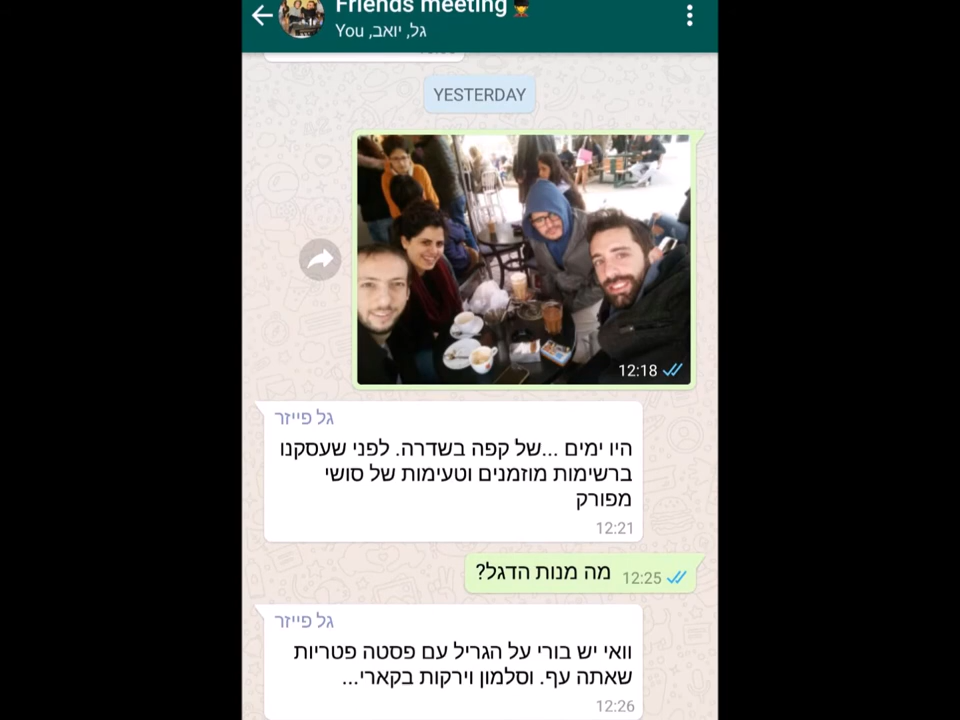 Friends meeting
גל, יואב, You
YESTERDAY
12:18
גל פייזר
היו ימים ...של קפה בשדרה. לפני שעסקנו
ברשימות מוזמנים וטעימות של סושי
מפורק
12:21
מה מנות הדגל?
12:25
גל פייזר
וואי יש בורי על הגריל עם פסטה פטריות
שאתה עף. וסלמון וירקות בקארי...
12:26